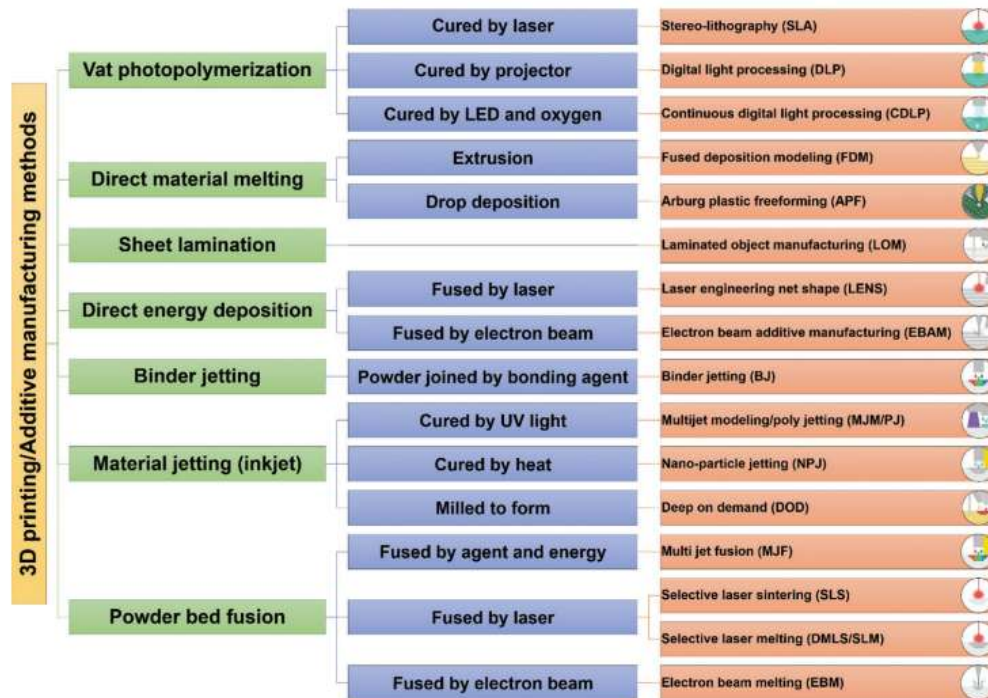 3D printing/Additive manufacturing methods
Vat photopolymerization
Cured by laser
Stereo-lithography (SLA)
Cured by projector
Digital light processing (DLP)
Cured by LED and oxygen
Continuous digital light processing (CDLP)
Direct material melting
Extrusion
Fused deposition modeling (FDM)
Drop deposition
Arburg plastic freeforming (APF)
Sheet lamination
Laminated object manufacturing (LOM)
Direct energy deposition
Fused by laser
Laser engineering net shape (LENS)
Fused by electron beam
Electron beam additive manufacturing (EBAM)
Binder jetting
Powder joined by bonding agent
Binder jetting (BJ)
Material jetting (inkjet)
Cured by UV light
Multijet modeling/poly jetting (MJM/PJ)
Cured by heat
Nano-particle jetting (NPJ)
Milled to form
Deep on demand (DOD)
Powder bed fusion
Fused by agent and energy
Multi jet fusion (MJF)
Fused by laser
Selective laser sintering (SLS)
Selective laser melting (DMLS/SLM)
Fused by electron beam
Electron beam melting (EBM)